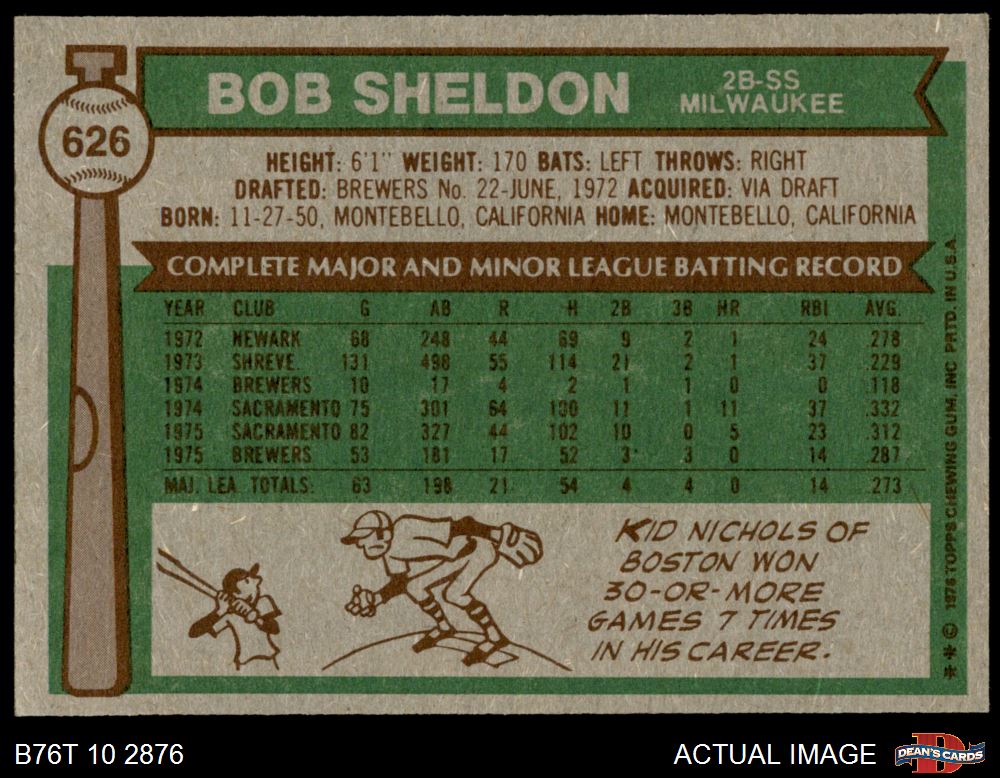 BOB SHELDON
2B-SS
MILWAUKEE
626
HEIGHT: 6'1" WEIGHT: 170 BATS: LEFT THROWS: RIGHT
DRAFTED: BREWERS No. 22-JUNE, 1972 ACQUIRED: VIA DRAFT
BORN: 11-27-50, MONTEBELLO, CALIFORNIA HOME: MONTEBELLO, CALIFORNIA
COMPLETE MAJOR AND MINOR LEAGUE BATTING RECORD
YEAR CLUB G AB R H 2B 3B HR RBI AVG.
1972 NEWARK 68 248 44 69 9 2 1 24 .278
1973 SHREVE. 131 498 55 114 21 2 1 37 .229
1974 BREWERS 10 17 4 2 1 1 0 0 .118
1974 SACRAMENTO 75 301 64 100 11 1 11 37 .332
1975 SACRAMENTO 82 327 44 102 10 0 5 23 .312
1975 BREWERS 53 181 17 52 3 3 0 14 .287
MAJ. LEA. TOTALS: 63 198 21 54 4 4 0 14 .273
KID NICHOLS OF
BOSTON WON
30-OR-MORE
GAMES 7 TIMES
IN HIS CAREER.
** © 1976 TOPPS CHEWING GUM, INC PRTD. IN U.S.A.
B76T 10 2876
ACTUAL IMAGE
DEAN'S CARDS